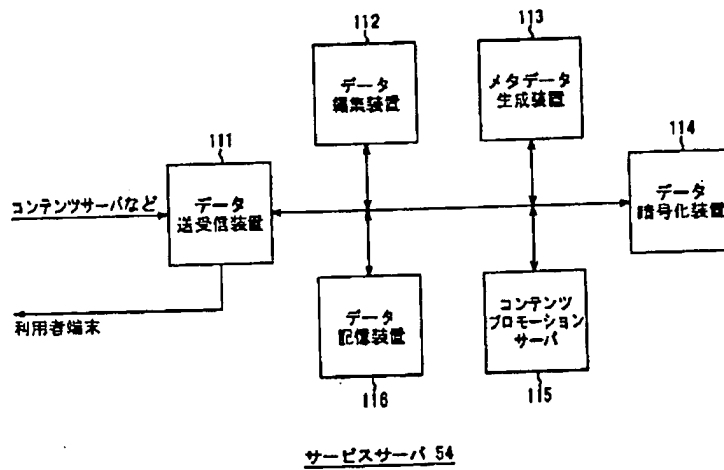 112
データ
編集装置
113
メタデータ
生成装置
111
データ
送受信装置
114
データ
暗号化装置
コンテンツサーバなど
利用者端末
データ
記憶装置
116
コンテンツ
プロモーション
サーバ
115
サービスサーバ 54